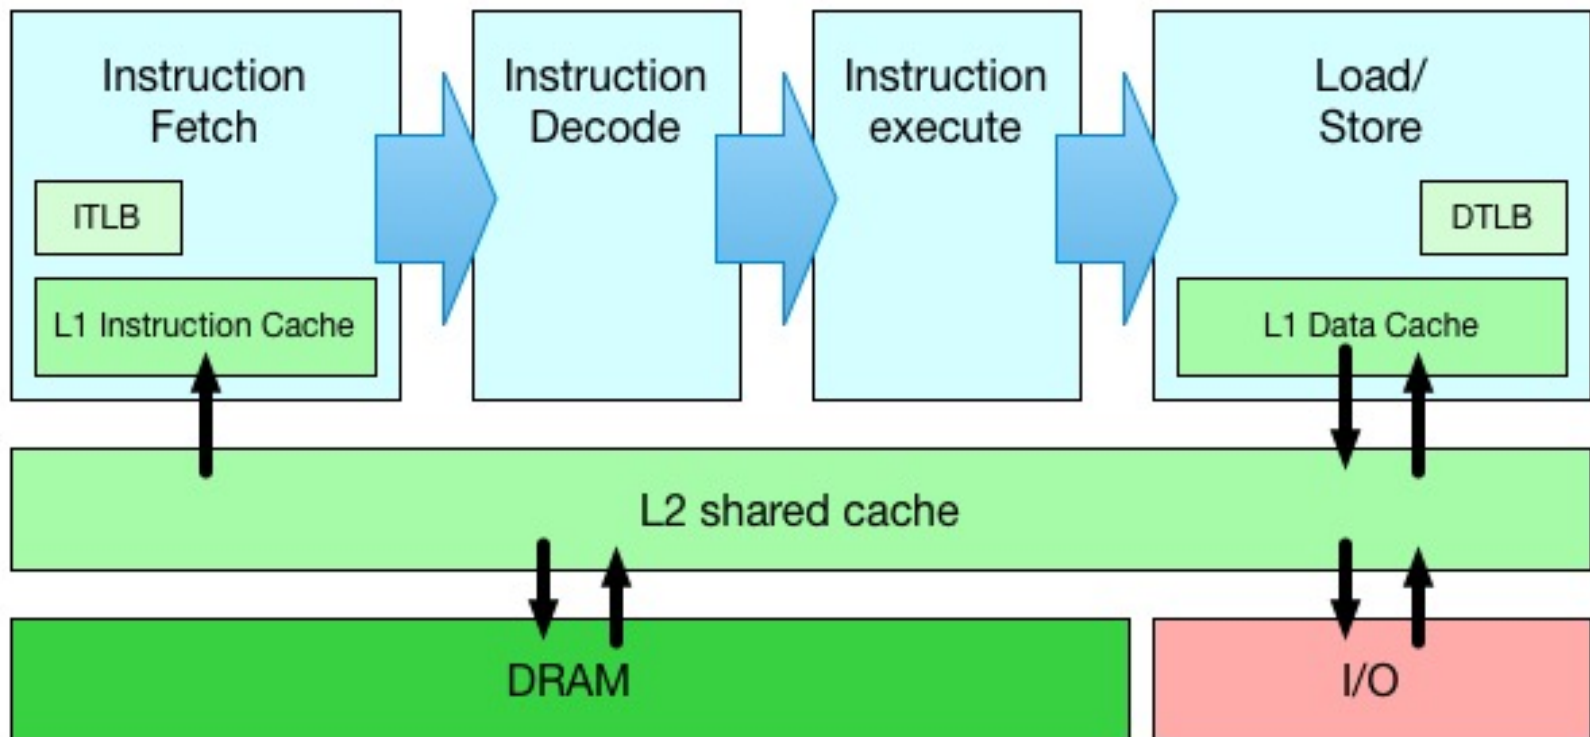 Instruction
Fetch
Instruction
Decode
Instruction
execute
Load/
Store
ITLB
DTLB
L1 Instruction Cache
L1 Data Cache
L2 shared cache
DRAM
I/O